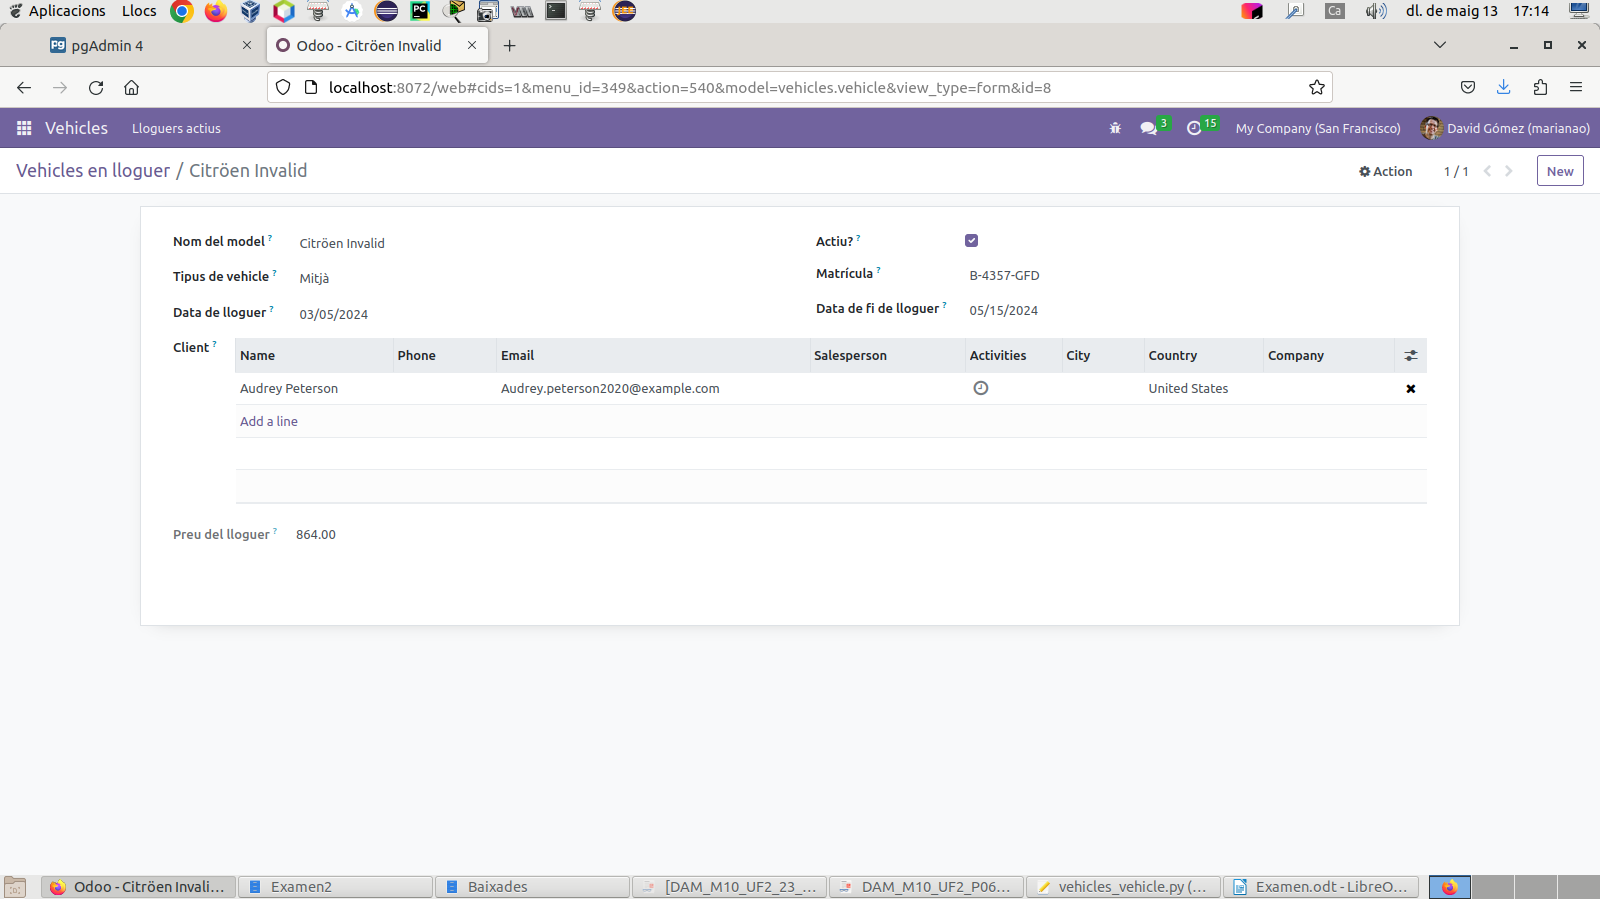 Aplicacions Llocs Ca dl. de maig 13 17:14
pgAdmin 4 Odoo - Citröen Invalid
localhost:8072/web#cids=1&menu_id=349&action=540&model=vehicles.vehicle&view_type=form&id=8
Vehicles Lloguers actius 3 15 My Company (San Francisco) David Gómez (marianao)
Vehicles en lloguer / Citröen Invalid Action 1 / 1 New
Nom del model ? Citröen Invalid Actiu? ?
Tipus de vehicle ? Mitjà Matrícula ? B-4357-GFD
Data de lloguer ? 03/05/2024 Data de fi de lloguer ? 05/15/2024
Client ? Name Phone Email Salesperson Activities City Country Company
Audrey Peterson Audrey.peterson2020@example.com United States
Add a line
Preu del lloguer ? 864.00
Odoo - Citröen Invali... Examen2 Baixades [DAM_M10_UF2_23_... DAM_M10_UF2_P06... vehicles_vehicle.py (... Examen.odt - LibreO...